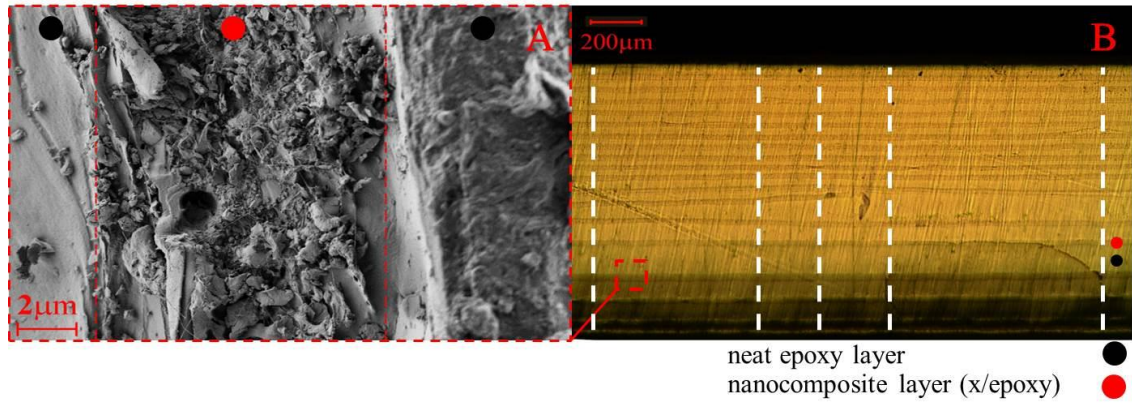 A
2μm
200μm
B
neat epoxy layer
nanocomposite layer (x/epoxy)